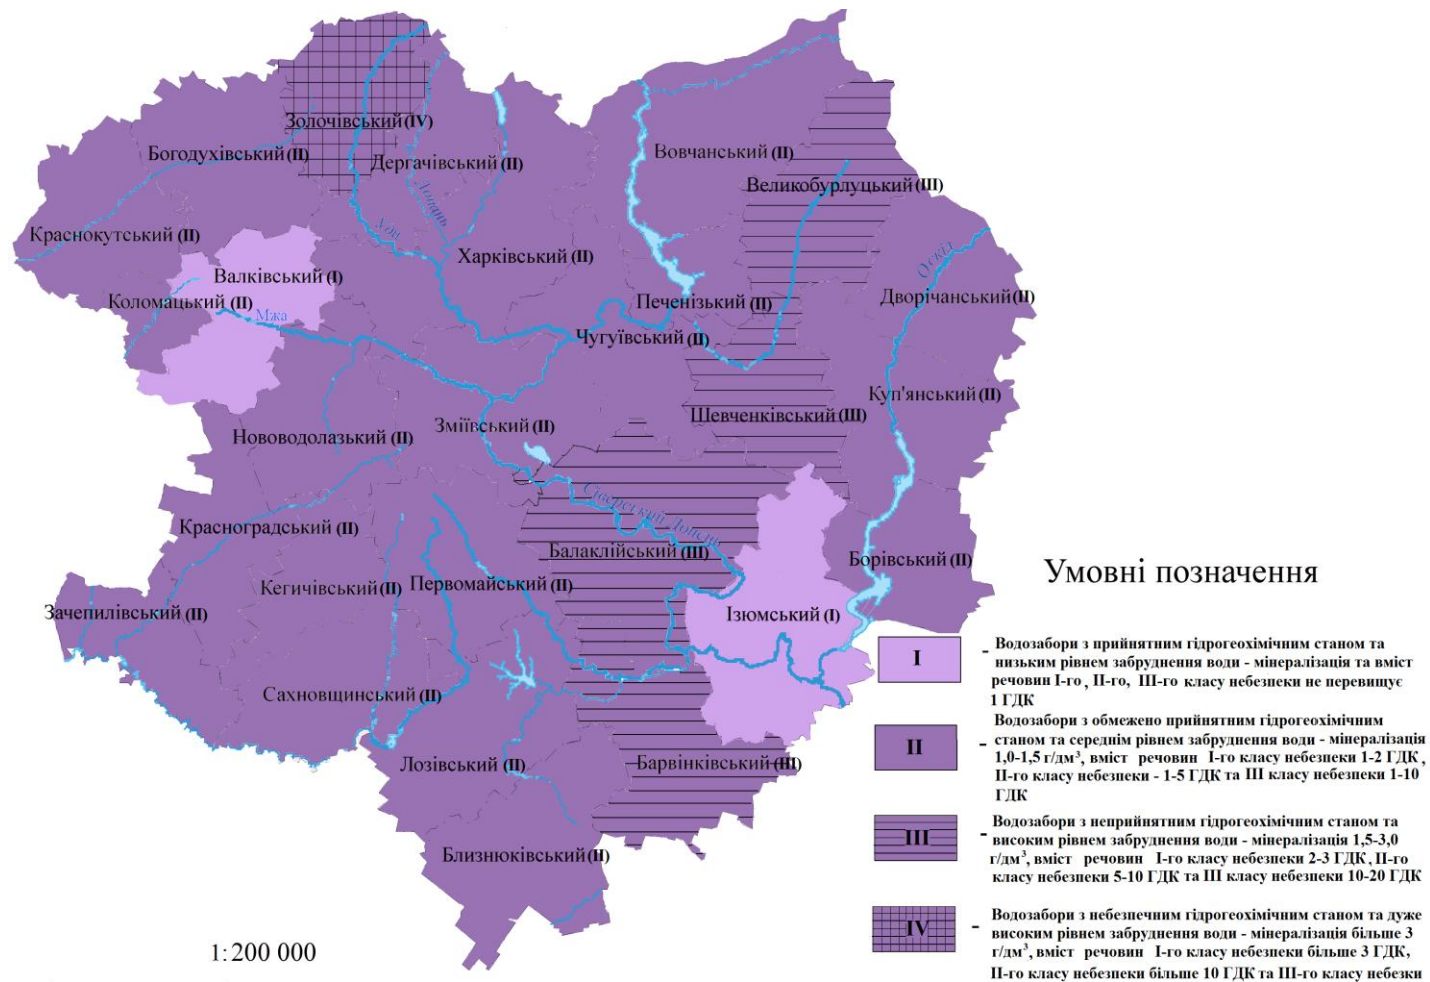 Золочівський (IV)
Богодухівський (II)
Дергачівський (II)
Вовчанський (II)
Великобурлуцький (III)
Лопань
Уди
Краснокутський (II)
Харківський (II)
Оскіл
Валківський (I)
Коломацький (II)
Мжа
Печенізький (II)
Дворічанський (II)
Чугуївський (II)
Куп'янський (II)
Шевченківський (III)
Зміївський (II)
Нововодолазький (II)
Сіверський Донець
Красноградський (II)
Балаклійський (III)
Борівський (II)
Кегичівський (II)
Первомайський (II)
Зачепилівський (II)
Ізюмський (I)
Сахновщинський (II)
Лозівський (II)
Барвінківський (III)
Близнюківський (II)
1:200 000
Умовні позначення
I
- Водозабори з прийнятним гідрогеохімічним станом та
низьким рівнем забруднення води - мінералізація та вміст
речовин І-го , ІІ-го, ІІІ-го класу небезпеки не перевищує
1 ГДК
II
- Водозабори з обмежено прийнятним гідрогеохімічним
станом та середнім рівнем забруднення води - мінералізація
1,0-1,5 г/дм³, вміст речовин І-го класу небезпеки 1-2 ГДК ,
ІІ-го класу небезпеки - 1-5 ГДК та ІІІ класу небезпеки 1-10
ГДК
III
- Водозабори з неприйнятним гідрогеохімічним станом та
високим рівнем забруднення води - мінералізація 1,5-3,0
г/дм³, вміст речовин І-го класу небезпеки 2-3 ГДК , ІІ-го
класу небезпеки 5-10 ГДК та ІІІ класу небезпеки 10-20 ГДК
IV
- Водозабори з небезпечним гідрогеохімічним станом та дуже
високим рівнем забруднення води - мінералізація більше 3
г/дм³, вміст речовин І-го класу небезпеки більше 3 ГДК,
ІІ-го класу небезпеки більше 10 ГДК та ІІІ-го класу небезки